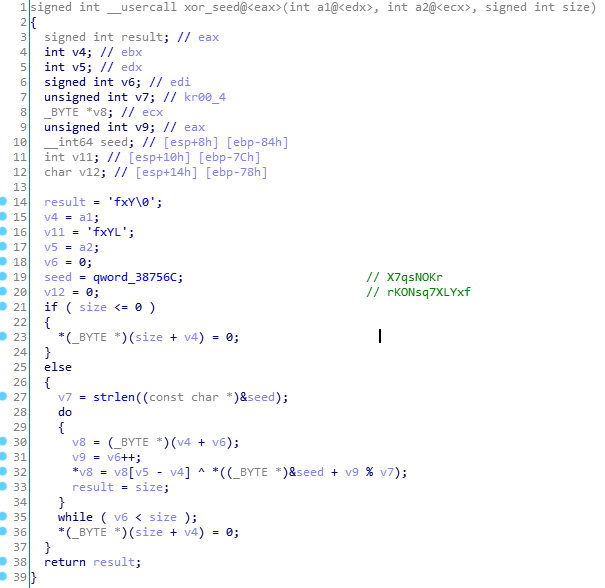 1 signed int __usercall xor_seed@<eax>(int a1@<edx>, int a2@<ecx>, signed int size)
2 {
3 signed int result; // eax
4 int v4; // ebx
5 int v5; // edx
6 signed int v6; // edi
7 unsigned int v7; // kr00_4
8 _BYTE *v8; // ecx
9 unsigned int v9; // eax
10 __int64 seed; // [esp+8h] [ebp-84h]
11 int v11; // [esp+10h] [ebp-7Ch]
12 char v12; // [esp+14h] [ebp-78h]
13
14 result = 'fxY\0';
15 v4 = a1;
16 v11 = 'fxYL';
17 v5 = a2;
18 v6 = 0;
19 seed = qword_38756C; // X7qsNOKr
20 v12 = 0; // rKONsq7XLYxf
21 if ( size <= 0 )
22 {
23 *(_BYTE *)(size + v4) = 0;
24 }
25 else
26 {
27 v7 = strlen((const char *)&seed);
28 do
29 {
30 v8 = (_BYTE *)(v4 + v6);
31 v9 = v6++;
32 *v8 = v8[v5 - v4] ^ *((_BYTE *)&seed + v9 % v7);
33 result = size;
34 }
35 while ( v6 < size );
36 *(_BYTE *)(size + v4) = 0;
37 }
38 return result;
39 }